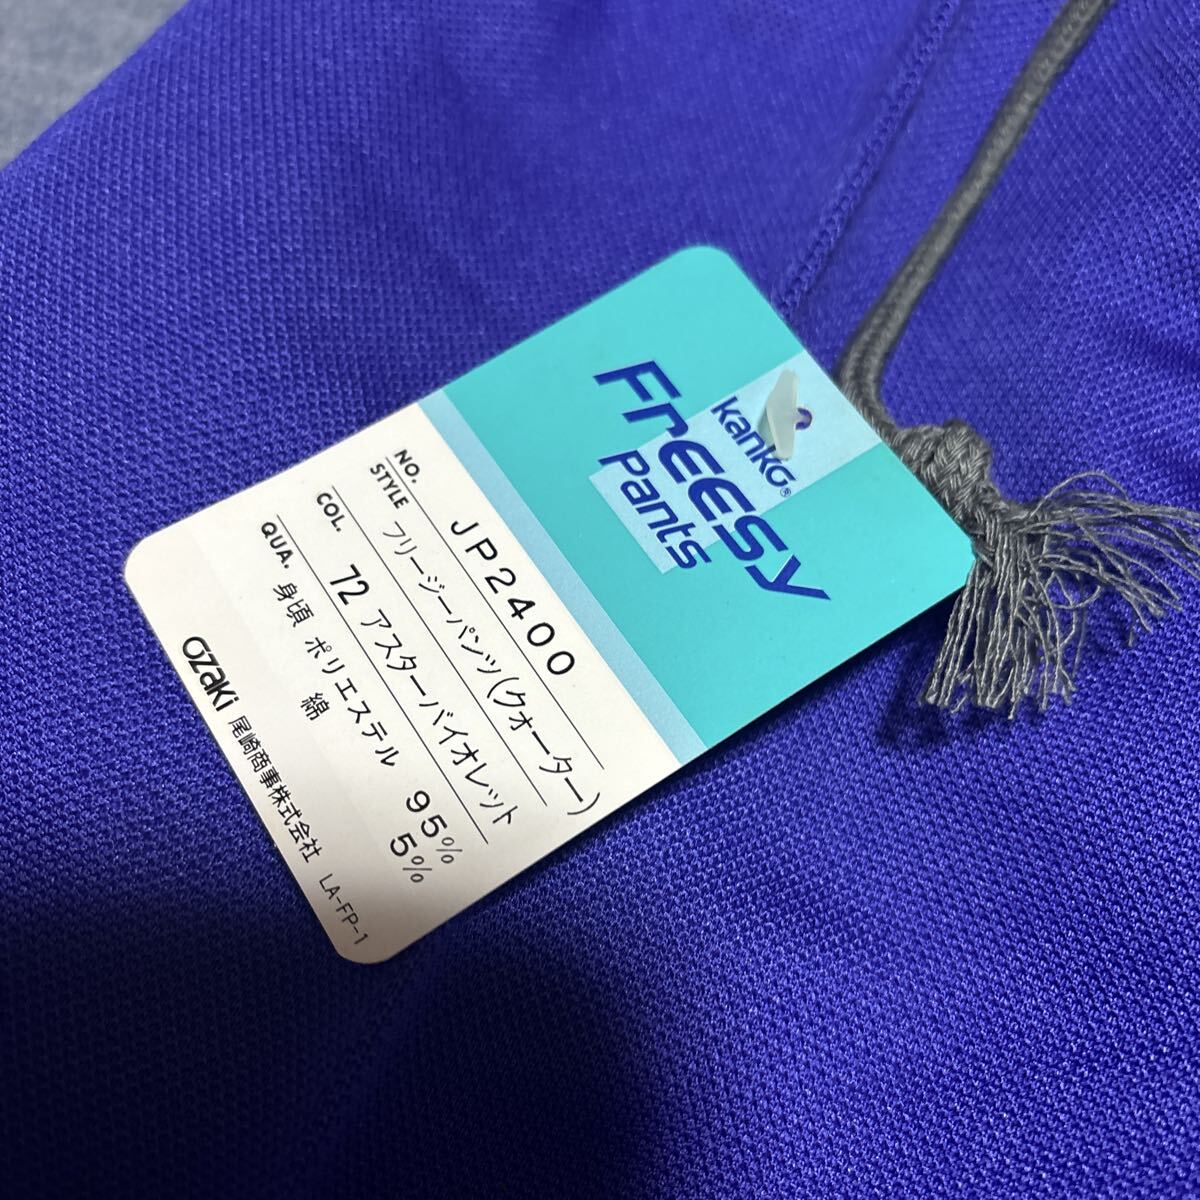 kanko®
FrEESy
Pants
NO. JP2400
STYLE フリージーパンツ(クォーター)
COL. 72 アスターバイオレット
QUA. 身頃 ポリエステル 95%
綿 5%
Ozaki 尾崎商事株式会社 LA-FP-1